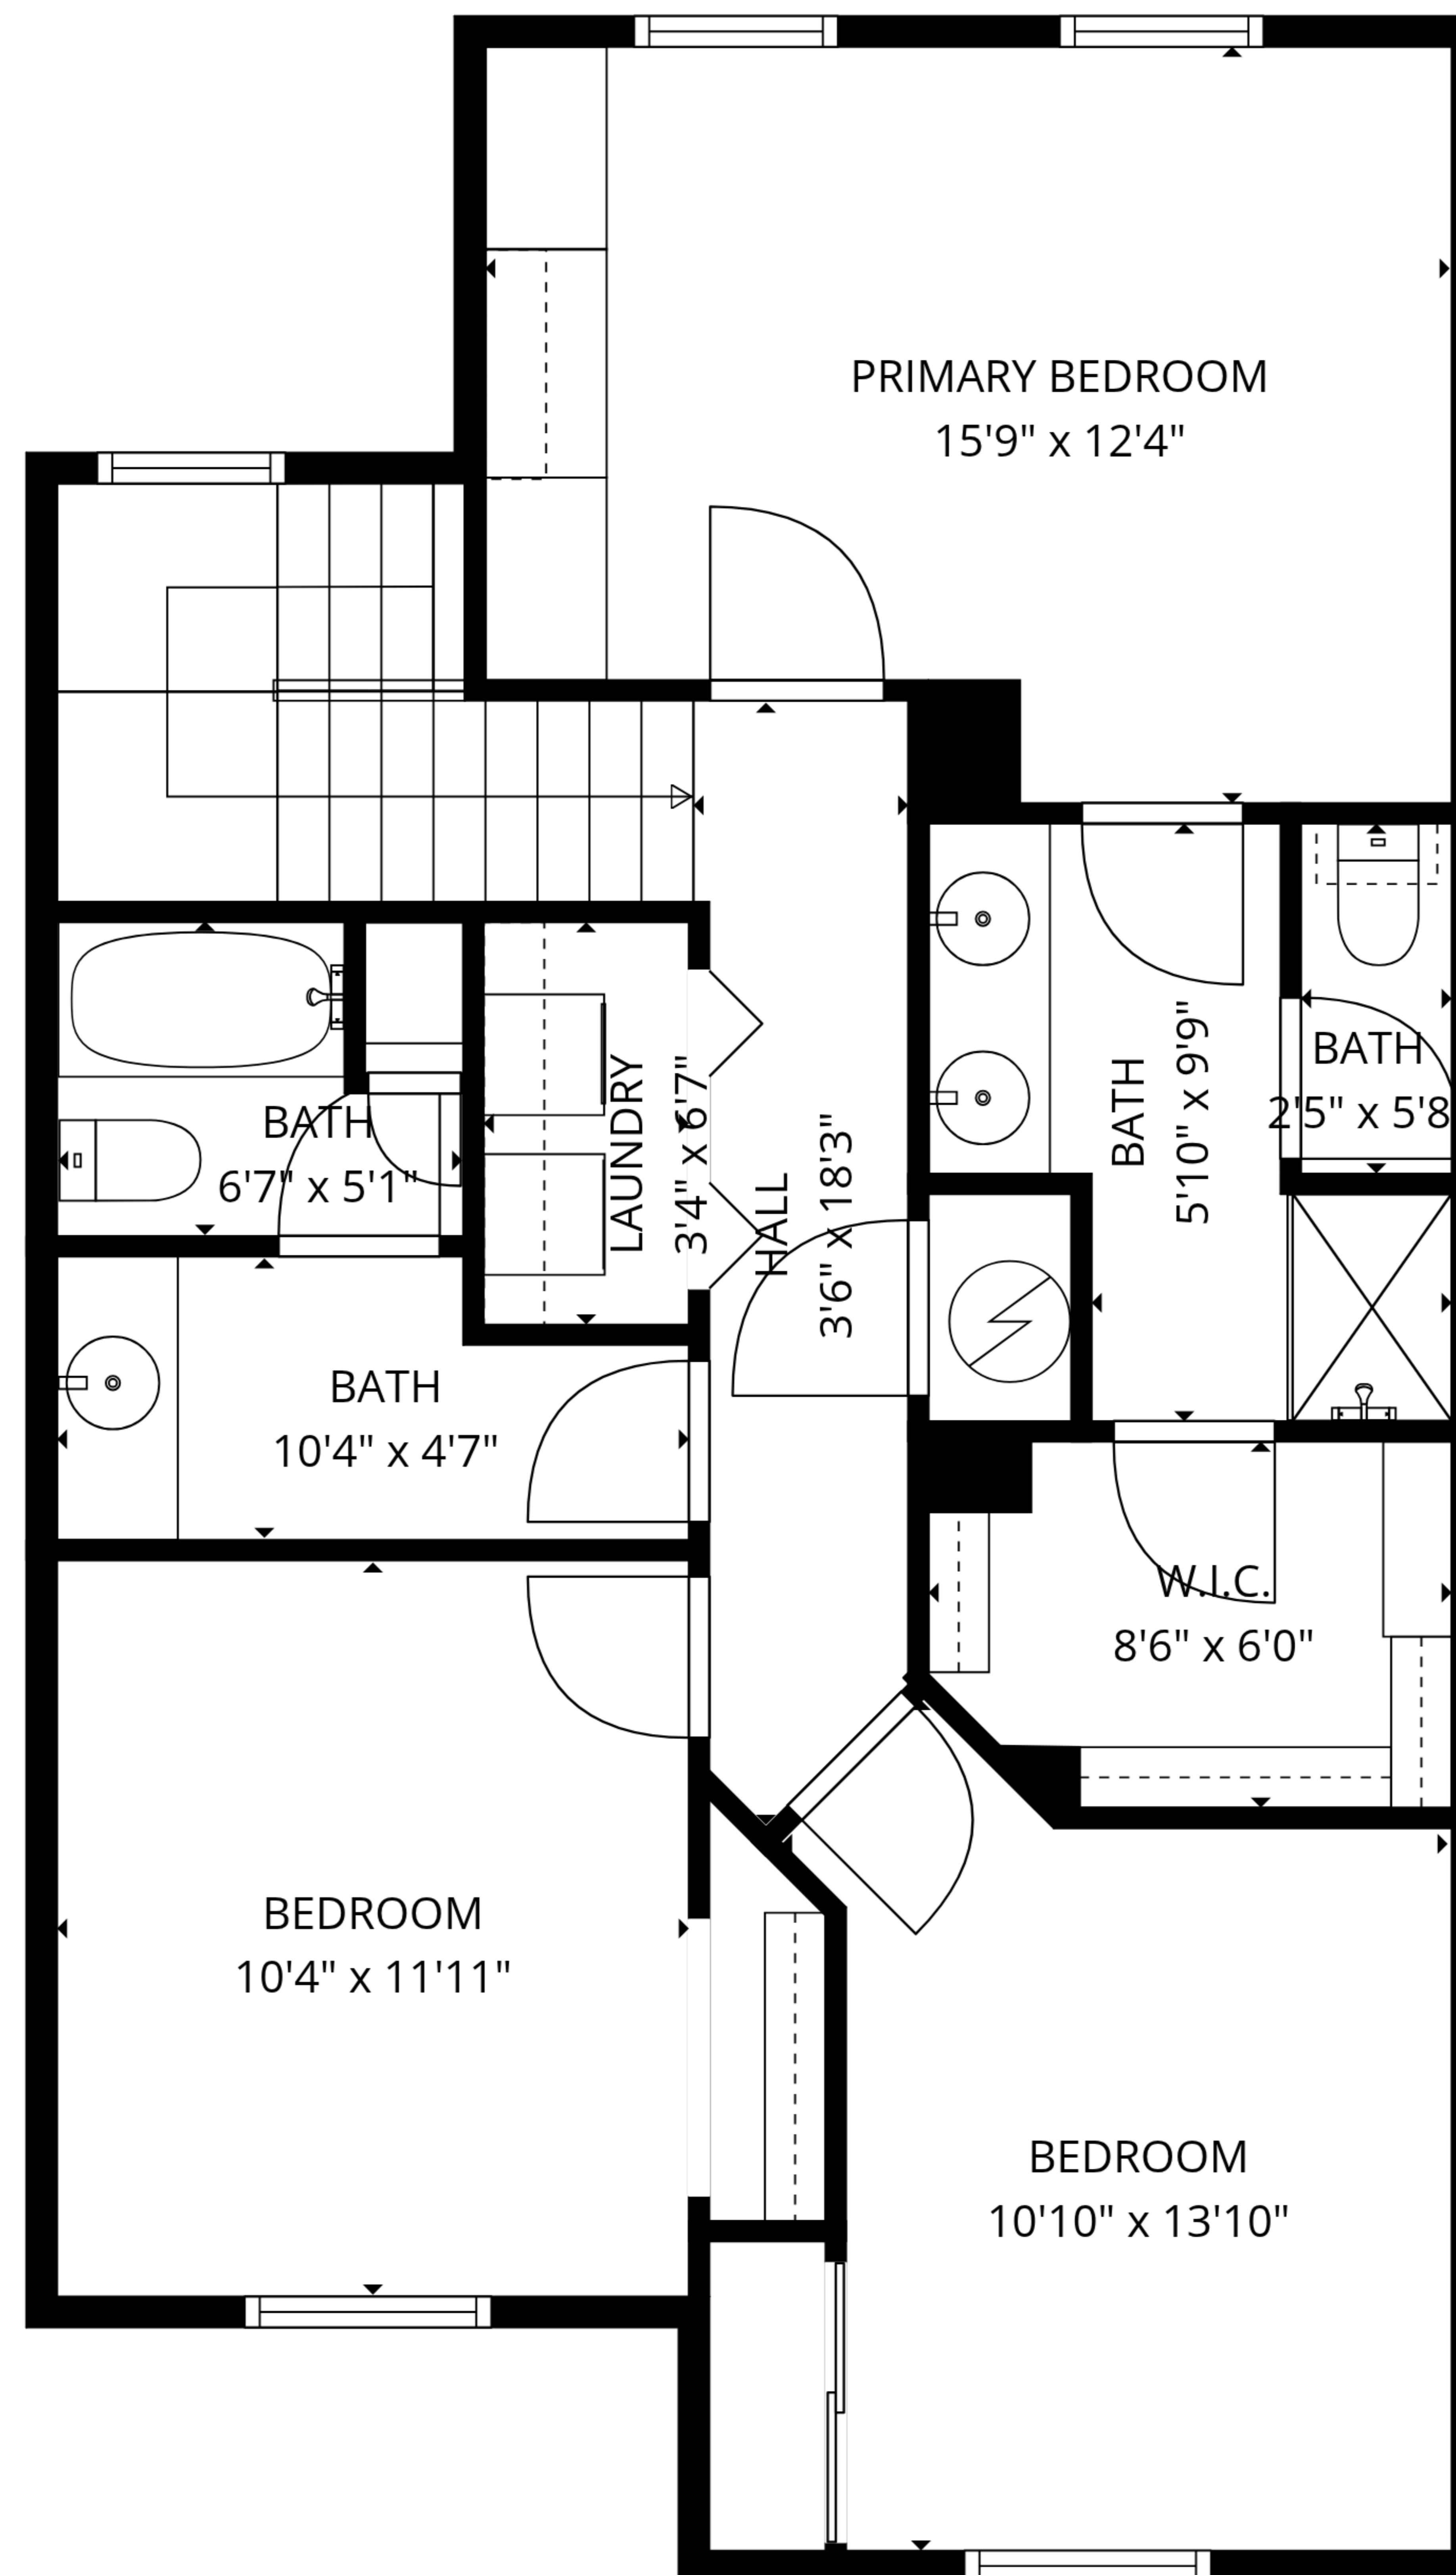 PRIMARY BEDROOM
15'9" x 12'4"
BATH
2'5" x 5'8
BATH
5'10" x 9'9"
BATH
6'7" x 5'1"
LAUNDRY
3'4" x 6'7"
HALL
3'6" x 18'3"
BATH
10'4" x 4'7"
W.I.C.
8'6" x 6'0"
BEDROOM
10'4" x 11'11"
BEDROOM
10'10" x 13'10"